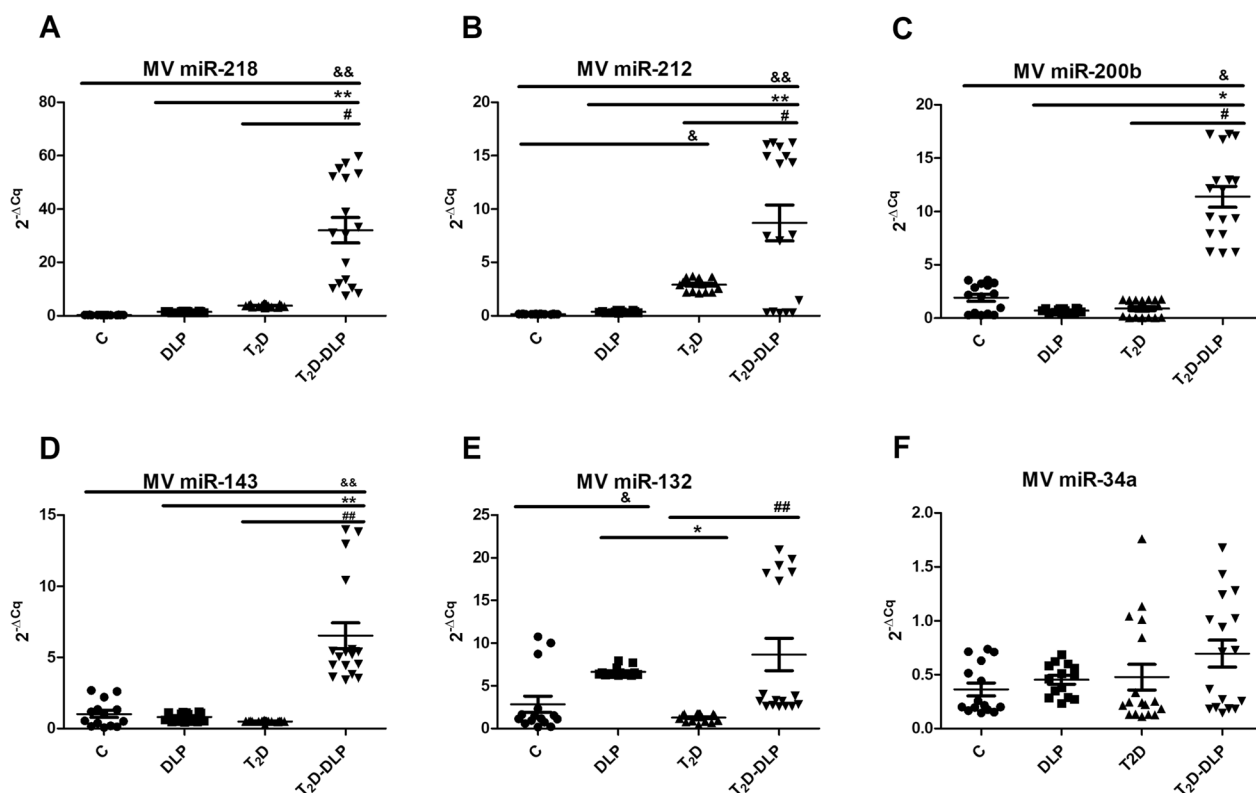 A
MV miR-218
&&
**
#
2^-ΔCq
80
60
40
20
0
C
DLP
T₂D
T₂D-DLP
B
MV miR-212
&&
**
#
&
2^-ΔCq
20
15
10
5
0
C
DLP
T₂D
T₂D-DLP
C
MV miR-200b
&
*
#
2^-ΔCq
20
15
10
5
0
C
DLP
T₂D
T₂D-DLP
D
MV miR-143
&&
**
##
2^-ΔCq
15
10
5
0
C
DLP
T₂D
T₂D-DLP
E
MV miR-132
&
##
*
2^-ΔCq
25
20
15
10
5
0
C
DLP
T₂D
T₂D-DLP
F
MV miR-34a
2^-ΔCq
2.0
1.5
1.0
0.5
0.0
C
DLP
T2D
T₂D-DLP